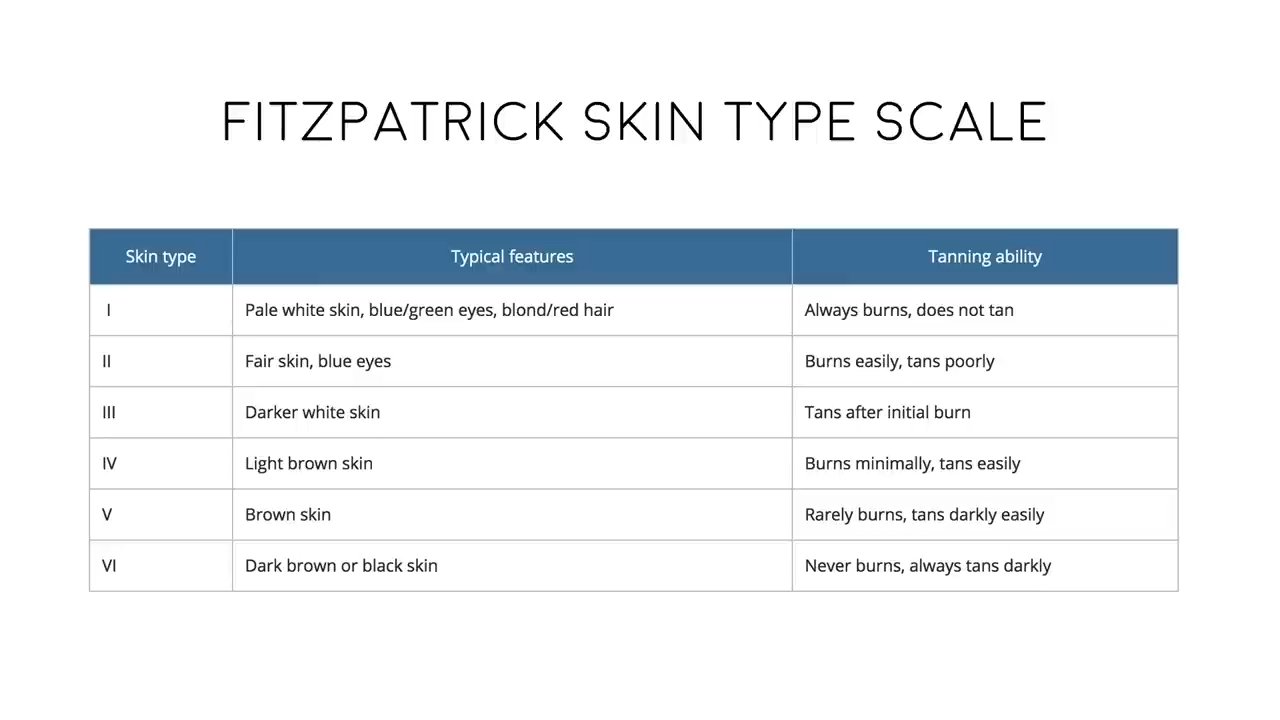 FITZPATRICK SKIN TYPE SCALE
Skin type Typical features Tanning ability
I Pale white skin, blue/green eyes, blond/red hair Always burns, does not tan
II Fair skin, blue eyes Burns easily, tans poorly
III Darker white skin Tans after initial burn
IV Light brown skin Burns minimally, tans easily
V Brown skin Rarely burns, tans darkly easily
VI Dark brown or black skin Never burns, always tans darkly